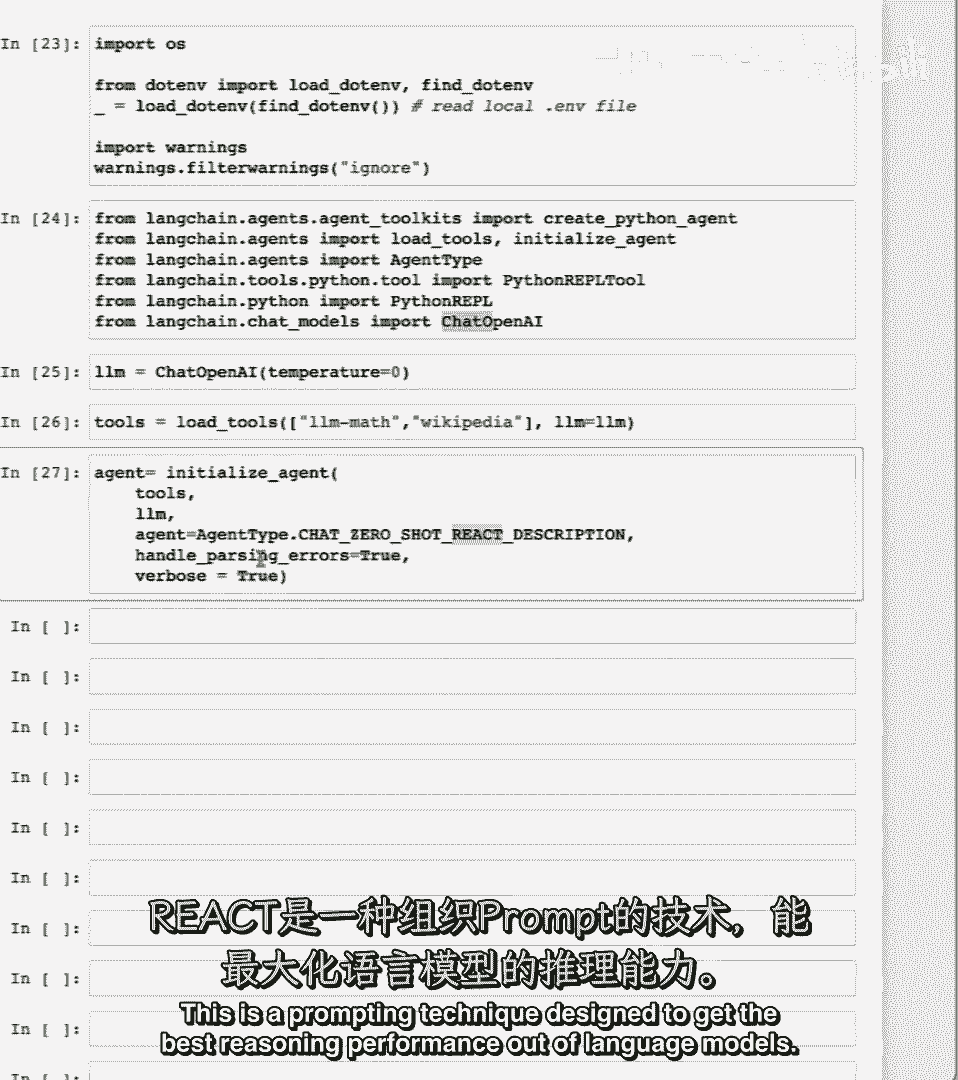 In [23]: import os
from dotenv import load_dotenv, find_dotenv
_ = load_dotenv(find_dotenv()) # read local .env file
import warnings
warnings.filterwarnings("ignore")
In [24]: from langchain.agents.agent_toolkits import create_python_agent
from langchain.agents import load_tools, initialize_agent
from langchain.agents import AgentType
from langchain.tools.python.tool import PythonREPLTool
from langchain.python import PythonREPL
from langchain.chat_models import ChatOpenAI
In [25]: llm = ChatOpenAI(temperature=0)
In [26]: tools = load_tools(["llm-math","wikipedia"], llm=llm)
In [27]: agent= initialize_agent(
tools,
llm,
agent=AgentType.CHAT_ZERO_SHOT_REACT_DESCRIPTION,
handle_parsing_errors=True,
verbose = True)
In [ ]:
In [ ]:
In [ ]:
In [ ]:
In [ ]:
In [ ]:
In [ ]:
REACT是一种组织Prompt的技术，能
In [ ]:
最大化语言模型的推理能力。
In [ ]:
This is a prompting technique designed to get the
best reasoning performance out of language models.
In [ ]: